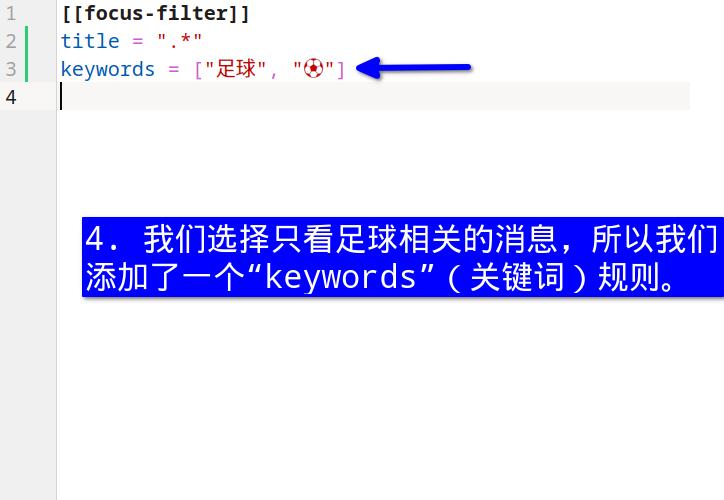 1 [[focus-filter]]
2 title = ".*"
3 keywords = ["足球", "⚽"]
4
4. 我们选择只看足球相关的消息，所以我们
添加了一个“keywords”（关键词）规则。